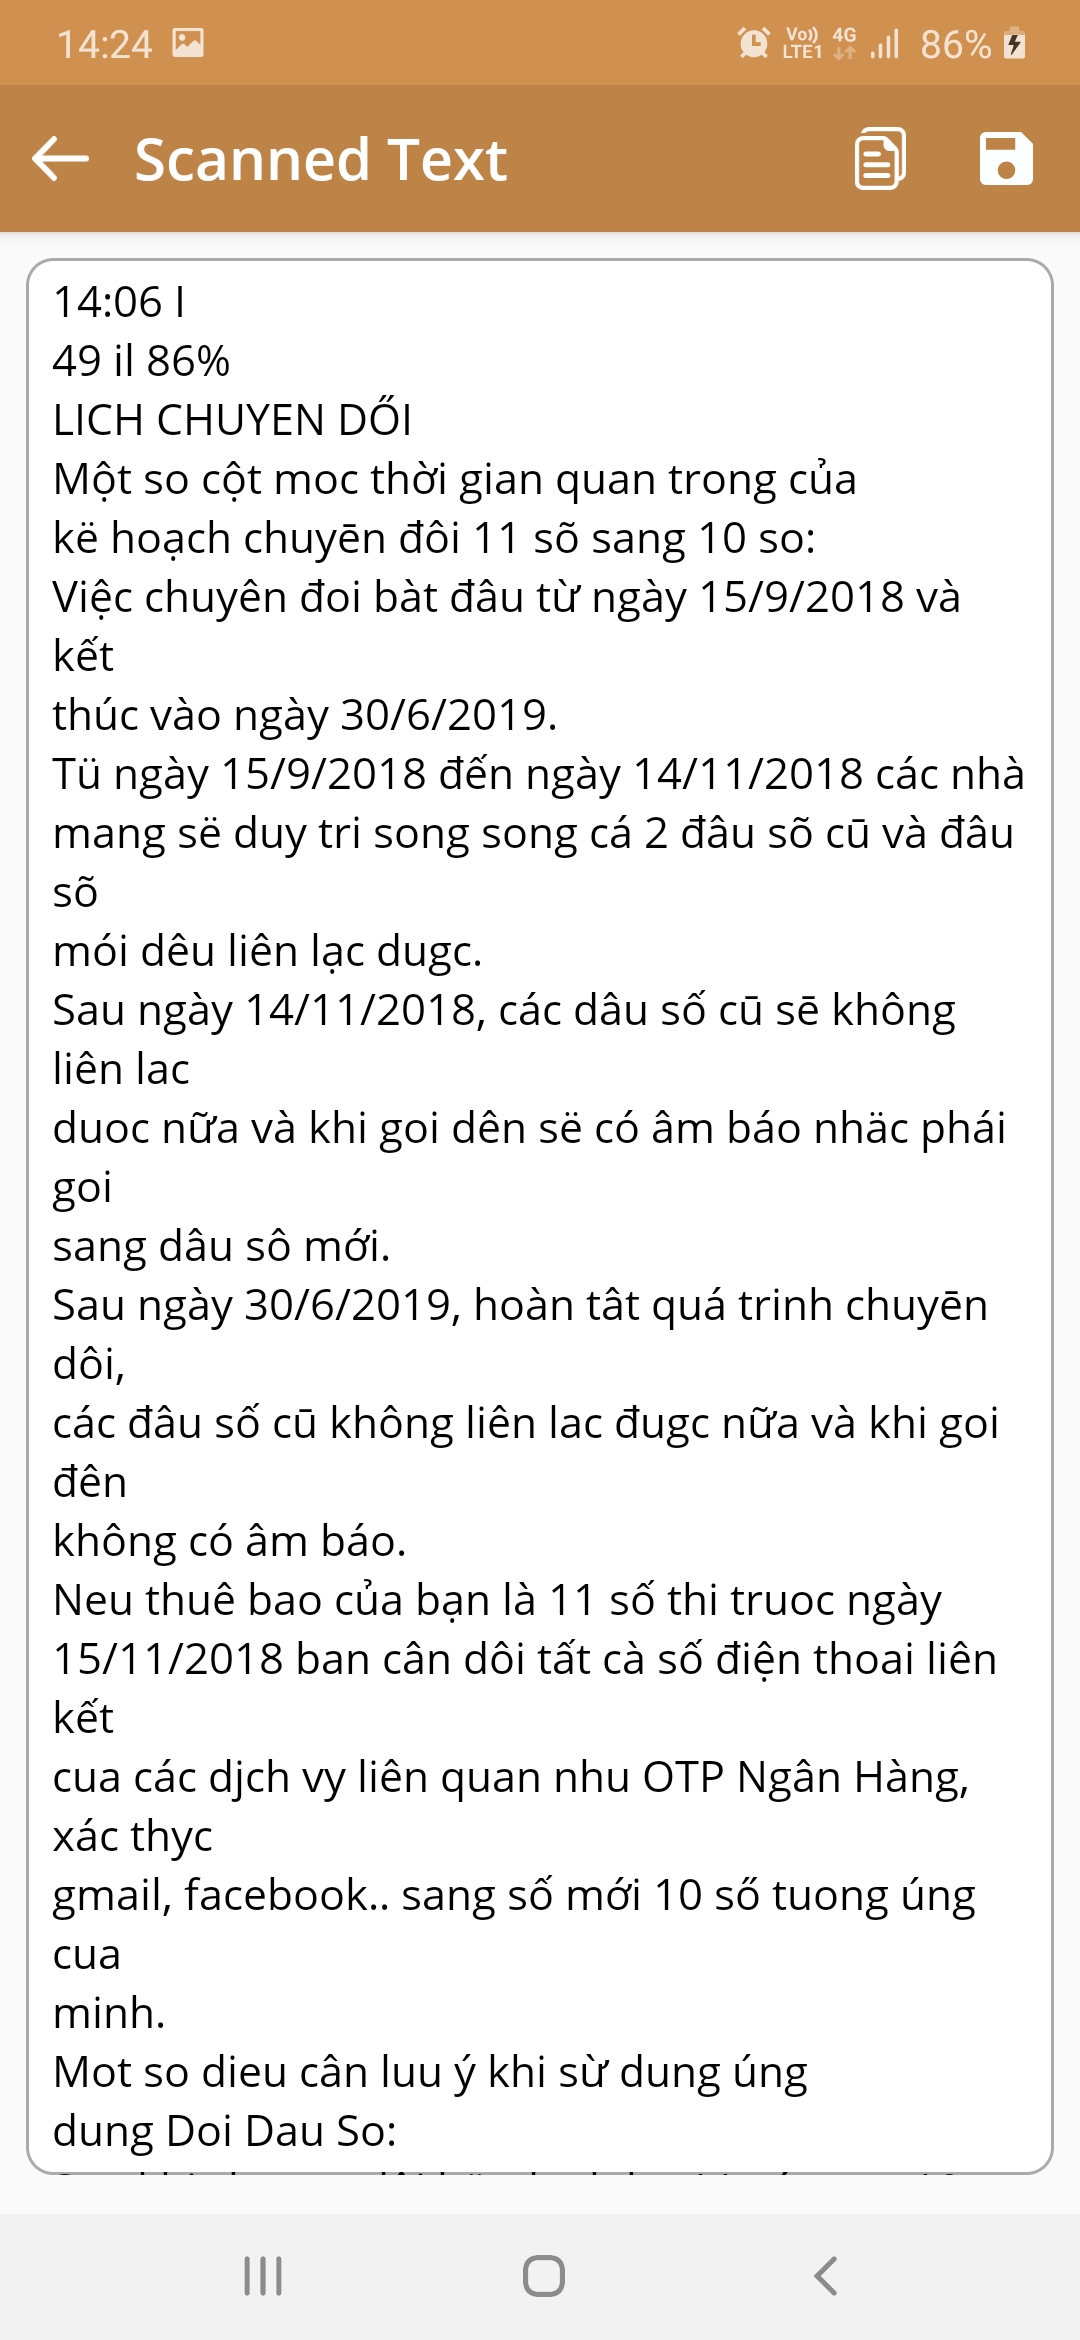 14:24
Vo)) LTE1 4G 86%
Scanned Text
14:06 I
49 il 86%
LICH CHUYEN DỐI
Một so cột moc thời gian quan trong của
kë hoạch chuyēn đôi 11 sõ sang 10 so:
Việc chuyên đoi bàt đâu từ ngày 15/9/2018 và
kết
thúc vào ngày 30/6/2019.
Tü ngày 15/9/2018 đến ngày 14/11/2018 các nhà
mang së duy tri song song cá 2 đâu sõ cū và đâu
sõ
mói dêu liên lạc dugc.
Sau ngày 14/11/2018, các dâu số cū sē không
liên lac
duoc nữa và khi goi dên së có âm báo nhäc phái
goi
sang dâu sô mới.
Sau ngày 30/6/2019, hoàn tât quá trinh chuyēn
dôi,
các đâu số cū không liên lac đugc nữa và khi goi
đên
không có âm báo.
Neu thuê bao của bạn là 11 số thi truoc ngày
15/11/2018 ban cân dôi tất cà số điện thoai liên
kết
cua các djch vy liên quan nhu OTP Ngân Hàng,
xác thyc
gmail, facebook.. sang số mới 10 số tuong úng
cua
minh.
Mot so dieu cân luu ý khi sừ dung úng
dung Doi Dau So: